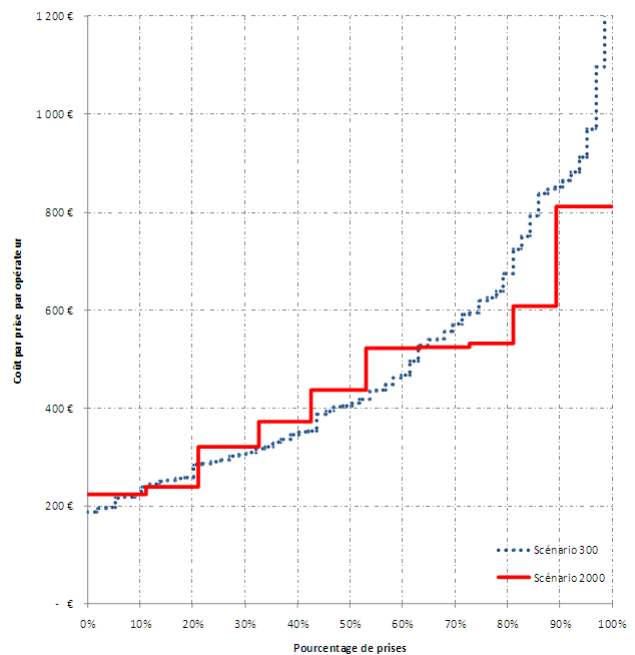 1 200 €
1 000 €
800 €
600 €
400 €
200 €
- €
Coût par prise par opérateur
Scénario 300
Scénario 2000
0% 10% 20% 30% 40% 50% 60% 70% 80% 90% 100%
Pourcentage de prises